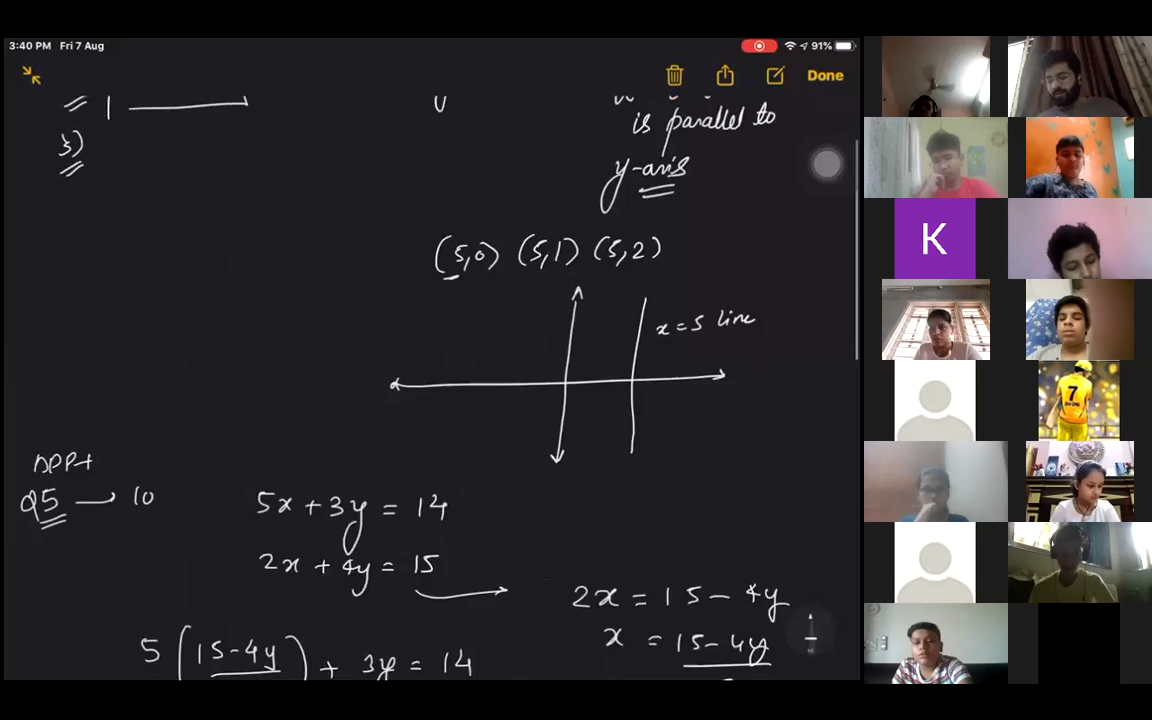 3:40 PM Fri 7 Aug
91%
Done
= 1
is parallel to
3)
y-axis
(5,0) (5,1) (5,2)
x = 5 line
DPP+
Q5 → 10
5x + 3y = 14
2x + 4y = 15
2x = 15 - 4y
x = 15 - 4y
5 (15 - 4y) + 3y = 14
K
7